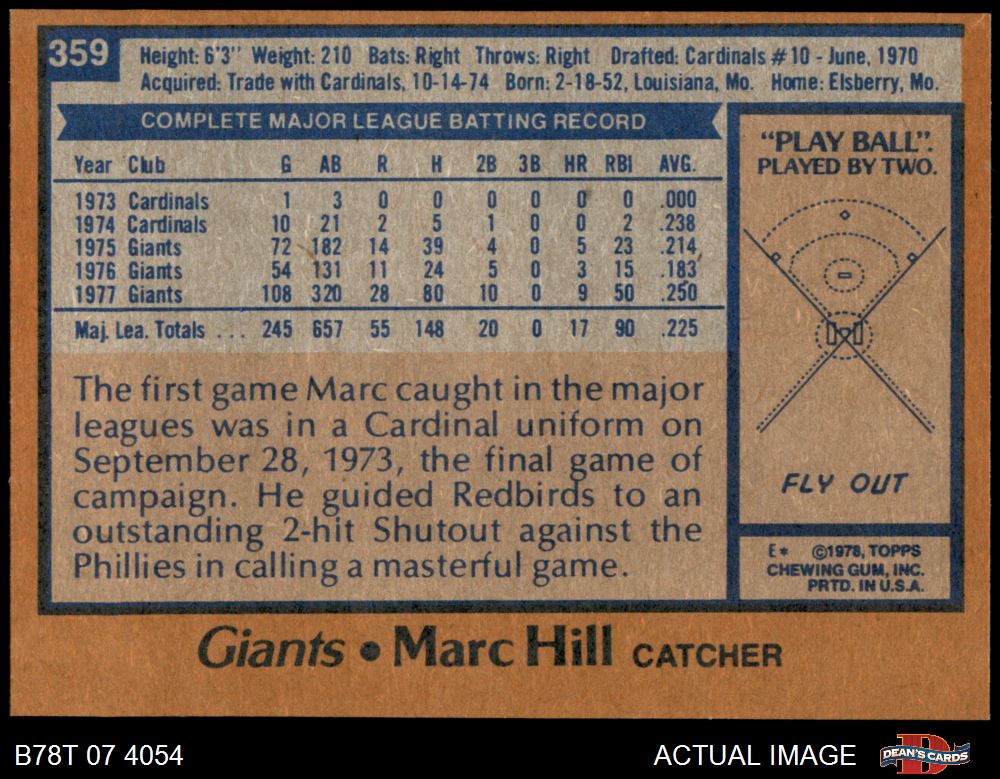 359
Height: 6'3" Weight: 210 Bats: Right Throws: Right Drafted: Cardinals #10 - June, 1970
Acquired: Trade with Cardinals, 10-14-74 Born: 2-18-52, Louisiana, Mo. Home: Elsberry, Mo.
COMPLETE MAJOR LEAGUE BATTING RECORD
Year Club G AB R H 2B 3B HR RBI AVG.
1973 Cardinals 1 3 0 0 0 0 0 0 .000
1974 Cardinals 10 21 2 5 1 0 0 2 .238
1975 Giants 72 182 14 39 4 0 5 23 .214
1976 Giants 54 131 11 24 5 0 3 15 .183
1977 Giants 108 320 28 80 10 0 9 50 .250
Maj. Lea. Totals ... 245 657 55 148 20 0 17 90 .225
The first game Marc caught in the major
leagues was in a Cardinal uniform on
September 28, 1973, the final game of
campaign. He guided Redbirds to an
outstanding 2-hit Shutout against the
Phillies in calling a masterful game.
"PLAY BALL".
PLAYED BY TWO.
FLY OUT
E* ©1978, TOPPS
CHEWING GUM, INC.
PRTD. IN U.S.A.
Giants • Marc Hill CATCHER
B78T 07 4054
ACTUAL IMAGE
DEAN'S CARDS